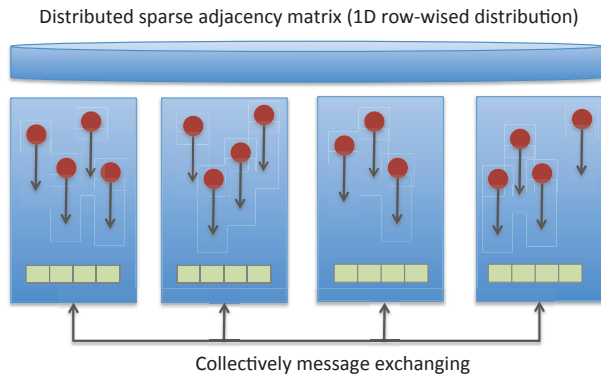 Distributed sparse adjacency matrix (1D row-wised distribution)
Collectively message exchanging